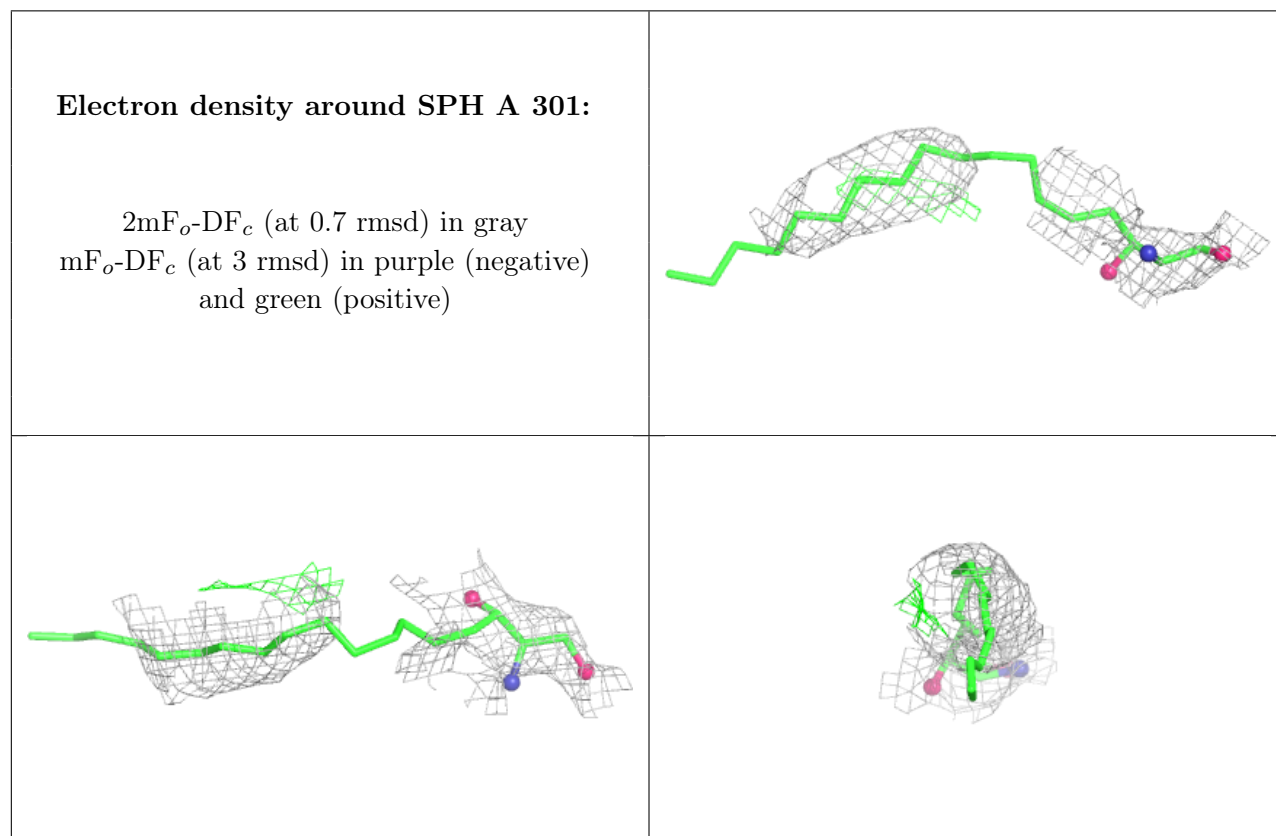 Electron density around SPH A 301:
2mFₒ-DF𝑐 (at 0.7 rmsd) in gray
mFₒ-DF𝑐 (at 3 rmsd) in purple (negative)
and green (positive)